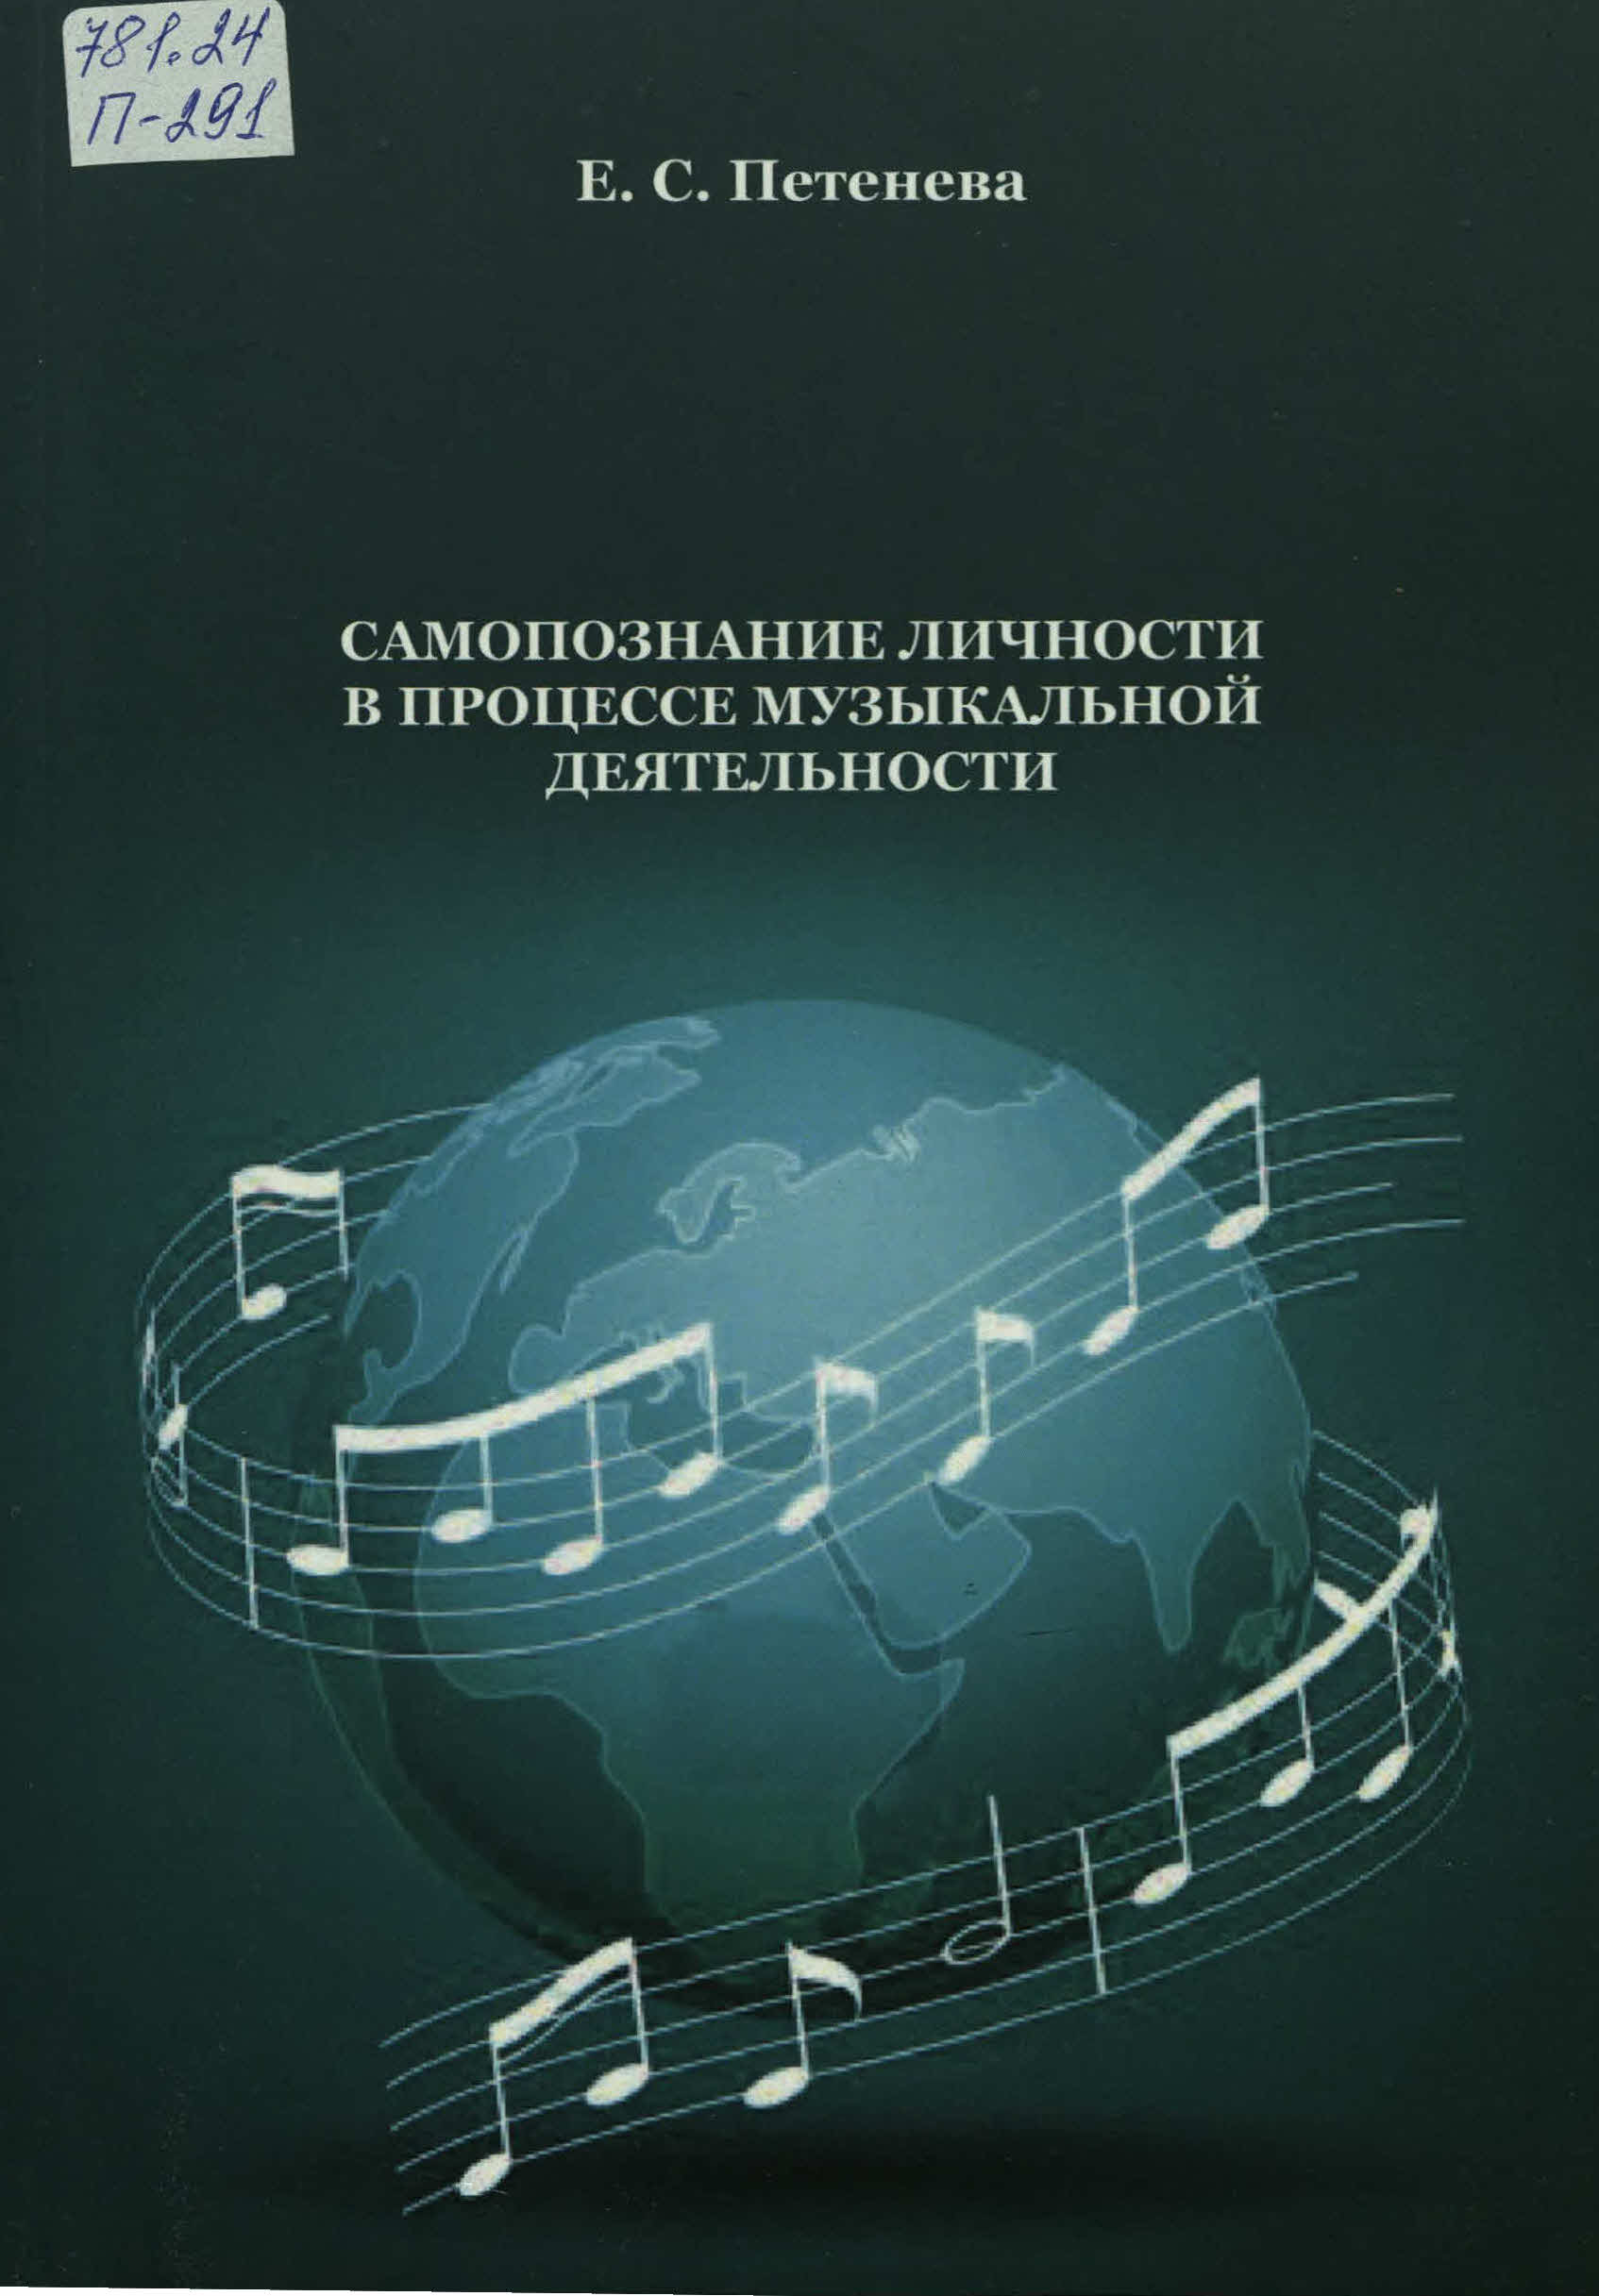 781.24
П-291
Е. С. Петенева
САМОПОЗНАНИЕ ЛИЧНОСТИ
В ПРОЦЕССЕ МУЗЫКАЛЬНОЙ
ДЕЯТЕЛЬНОСТИ